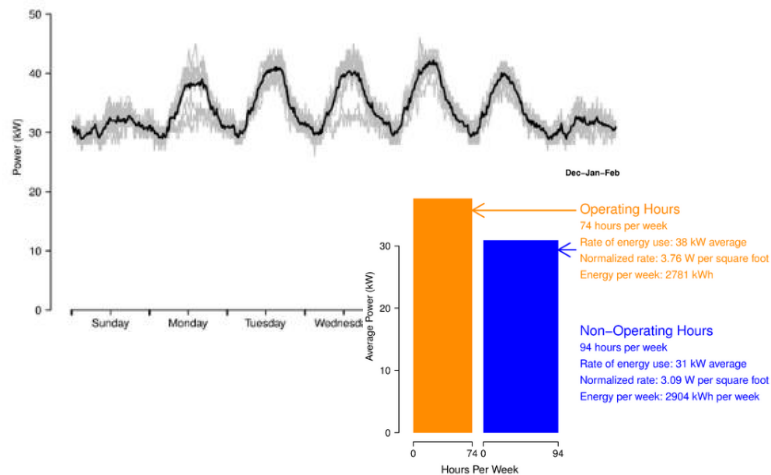 50
40
30
20
10
0
Power (kW)
Sunday
Monday
Tuesday
Wednesda
Dec−Jan−Feb
Operating Hours
74 hours per week
Rate of energy use: 38 kW average
Normalized rate: 3.76 W per square foot
Energy per week: 2781 kWh
Non−Operating Hours
94 hours per week
Rate of energy use: 31 kW average
Normalized rate: 3.09 W per square foot
Energy per week: 2904 kWh per week
30
20
10
0
Average Power (kW)
0 74 0 94
Hours Per Week